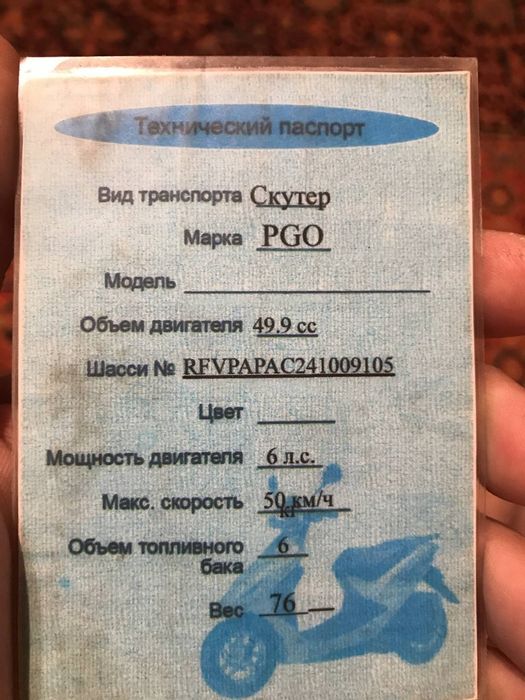 Технический паспорт
Вид транспорта Скутер
Марка PGO
Модель
Объем двигателя 49.9 сс
Шасси № RFVPAPAC241009105
Цвет
Мощность двигателя 6 л.с.
Макс. скорость 50 км/ч
Объем топливного 6
бака
Вес 76